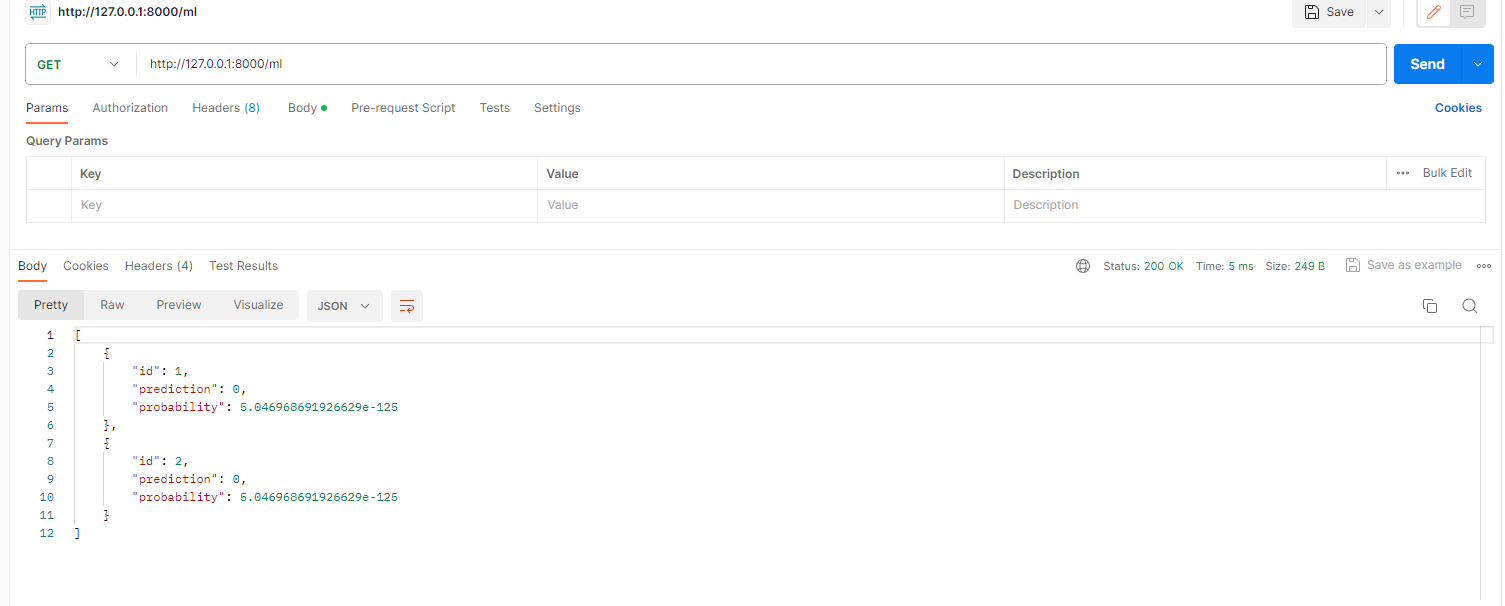 HTTP http://127.0.0.1:8000/ml Save
GET http://127.0.0.1:8000/ml Send
Params Authorization Headers (8) Body Pre-request Script Tests Settings Cookies
Query Params
Key Value Description Bulk Edit
Key Value Description
Body Cookies Headers (4) Test Results Status: 200 OK Time: 5 ms Size: 249 B Save as example
Pretty Raw Preview Visualize JSON
1 [
2 {
3 "id": 1,
4 "prediction": 0,
5 "probability": 5.046968691926629e-125
6 },
7 {
8 "id": 2,
9 "prediction": 0,
10 "probability": 5.046968691926629e-125
11 }
12 ]